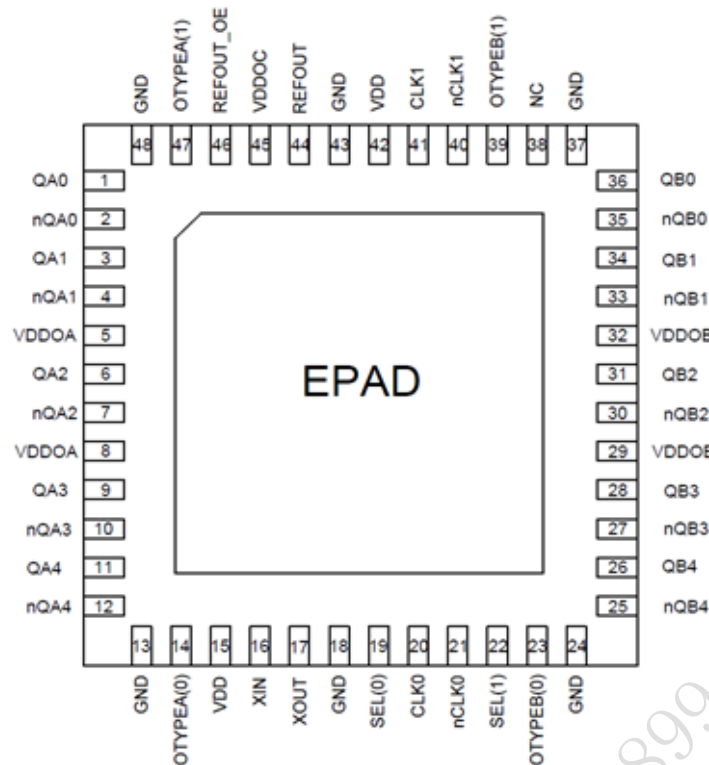 GND OTYPEA(1) REFOUT_OE VDDOC REFOUT GND VDD CLK1 nCLK1 OTYPEB(1) NC GND
48 47 46 45 44 43 42 41 40 39 38 37
QA0 1 36 QB0
nQA0 2 35 nQB0
QA1 3 34 QB1
nQA1 4 33 nQB1
VDDOA 5 32 VDDOB
QA2 6 31 QB2
EPAD
nQA2 7 30 nQB2
VDDOA 8 29 VDDOB
QA3 9 28 QB3
nQA3 10 27 nQB3
QA4 11 26 QB4
nQA4 12 25 nQB4
13 14 15 16 17 18 19 20 21 22 23 24
GND OTYPEA(0) VDD XIN XOUT GND SEL(0) CLK0 nCLK0 SEL(1) OTYPEB(0) GND
899